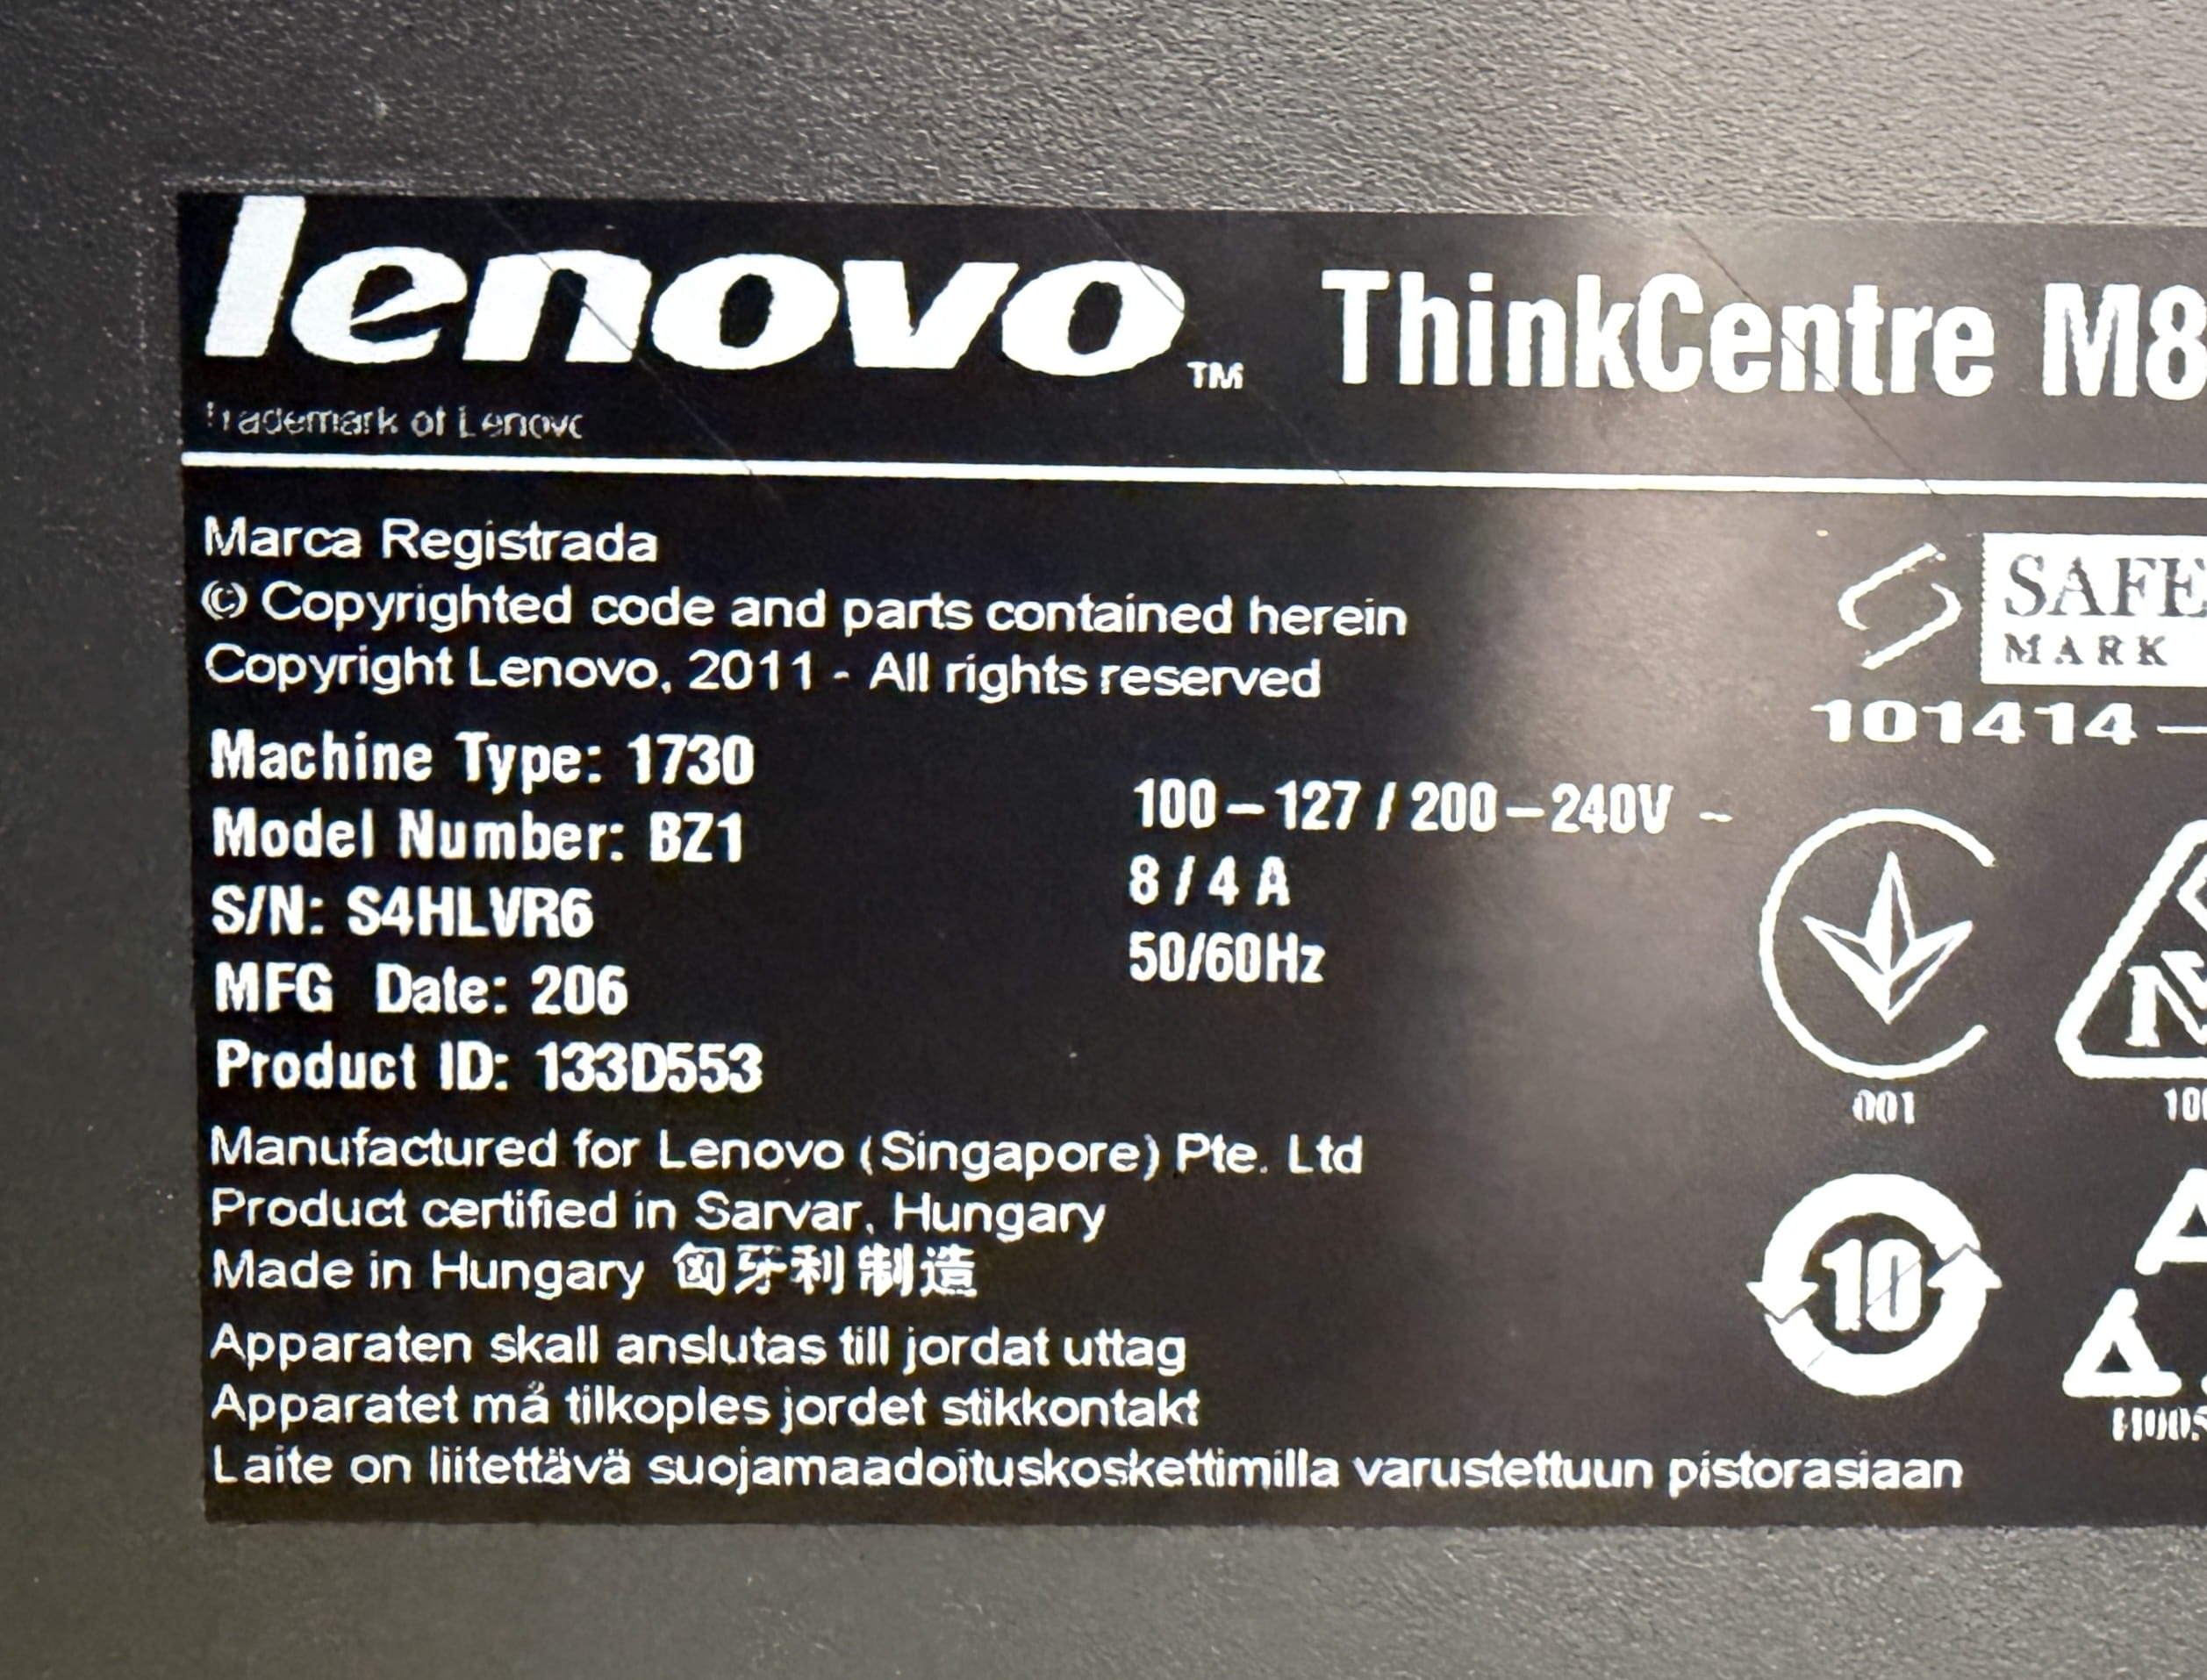 lenovo™ ThinkCentre M8
Trademark of Lenovo
Marca Registrada
© Copyrighted code and parts contained herein
Copyright Lenovo, 2011 - All rights reserved
SAFE
MARK
101414 –
Machine Type: 1730
Model Number: BZ1
S/N: S4HLVR6
MFG Date: 206
Product ID: 133D553
100 – 127 / 200 – 240V ~
8 / 4 A
50/60Hz
001
Manufactured for Lenovo (Singapore) Pte. Ltd
Product certified in Sarvar, Hungary
Made in Hungary 匈牙利制造
10
Apparaten skall anslutas till jordat uttag
Apparatet må tilkoples jordet stikkontakt
Laite on liitettävä suojamaadoituskoskettimilla varustettuun pistorasiaan